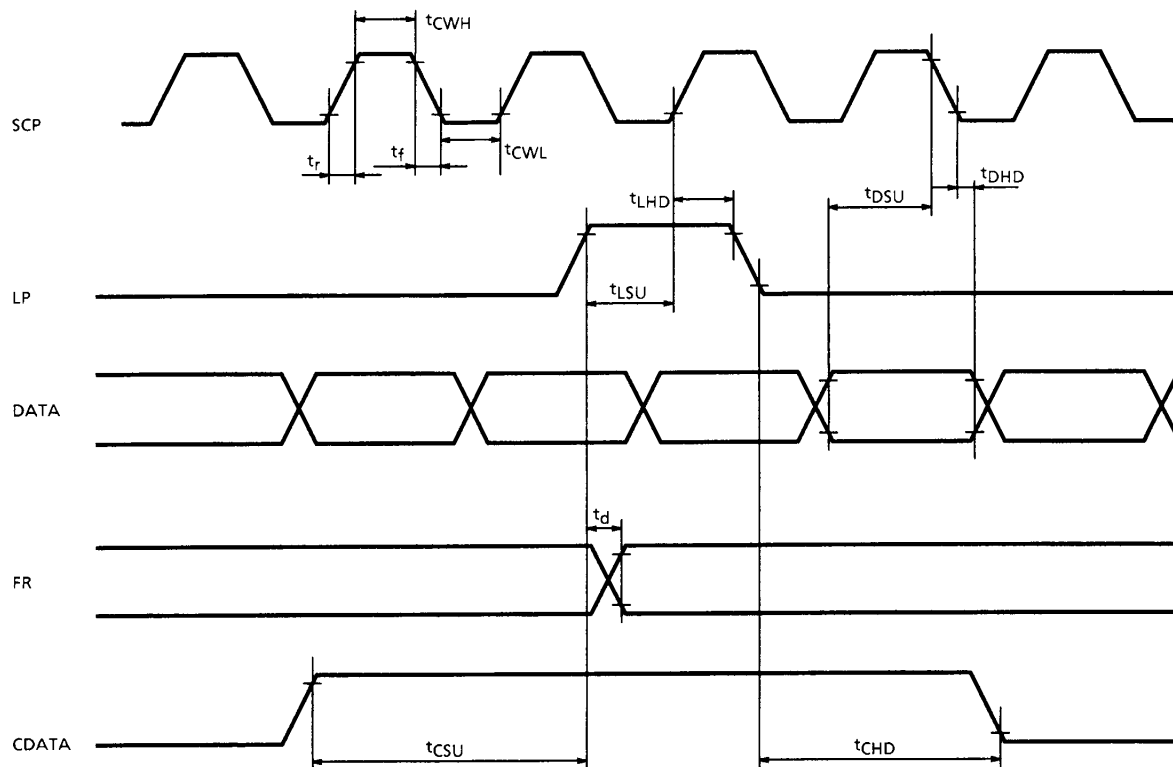 tCWH
SCP
tr
tf
tCWL
tDHD
tLHD
tDSU
LP
tLSU
DATA
td
FR
CDATA
tCSU
tCHD